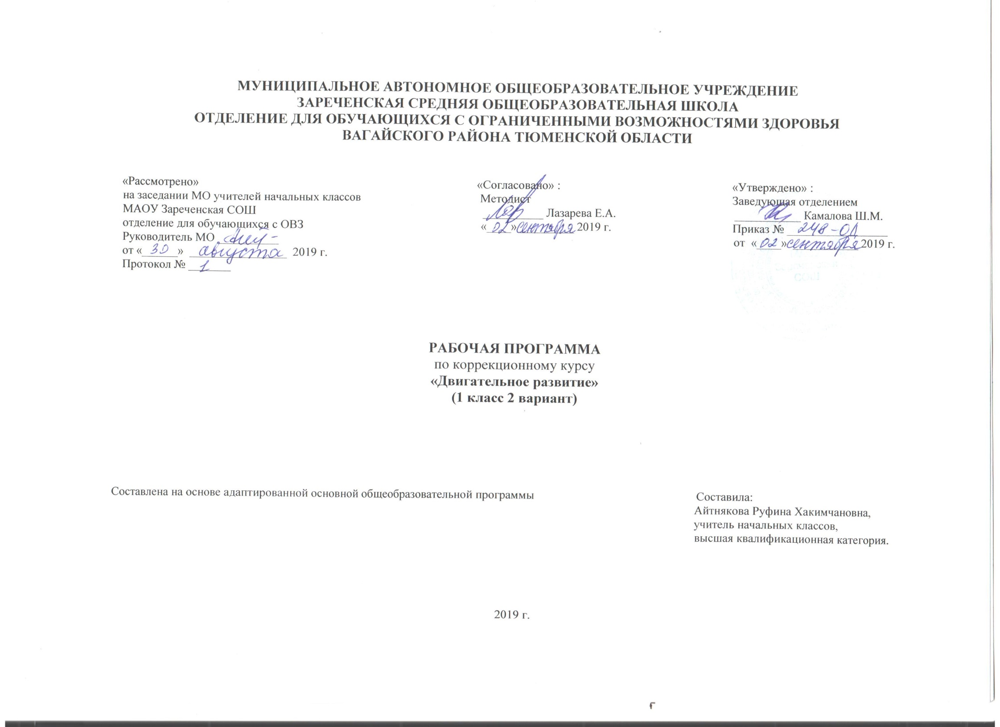 МУНИЦИПАЛЬНОЕ АВТОНОМНОЕ ОБЩЕОБРАЗОВАТЕЛЬНОЕ УЧРЕЖДЕНИЕ
ЗАРЕЧЕНСКАЯ СРЕДНЯЯ ОБЩЕОБРАЗОВАТЕЛЬНАЯ ШКОЛА
ОТДЕЛЕНИЕ ДЛЯ ОБУЧАЮЩИХСЯ С ОГРАНИЧЕННЫМИ ВОЗМОЖНОСТЯМИ ЗДОРОВЬЯ
ВАГАЙСКОГО РАЙОНА ТЮМЕНСКОЙ ОБЛАСТИ
«Рассмотрено»
на заседании МО учителей начальных классов
МАОУ Зареченская СОШ
отделение для обучающихся с ОВЗ
Руководитель МО
от « 30 » августа 2019 г.
Протокол № 1
«Согласовано» :
Методист
Лазарева Е.А.
« 02 » сентября 2019 г.
«Утверждено» :
Заведующая отделением
Камалова Ш.М.
Приказ № 248-ОД
от « 02 » сентября 2019 г.
РАБОЧАЯ ПРОГРАММА
по коррекционному курсу
«Двигательное развитие»
(1 класс 2 вариант)
Составлена на основе адаптированной основной общеобразовательной программы
Составила:
Айтнякова Руфина Хакимчановна,
учитель начальных классов,
высшая квалификационная категория.
2019 г.